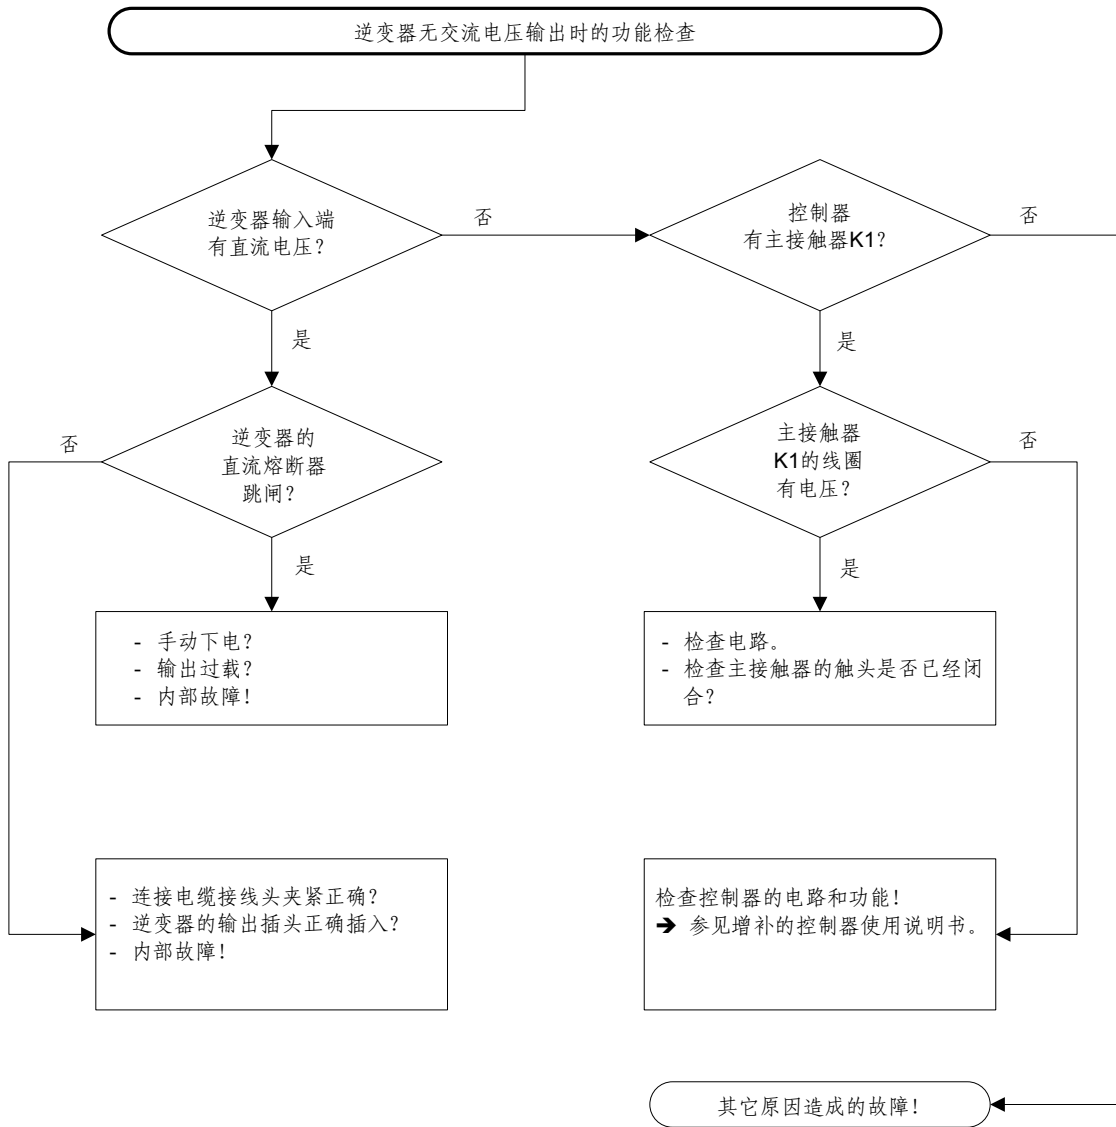 逆变器无交流电压输出时的功能检查
逆变器输入端
有直流电压?
否
控制器
有主接触器K1?
否
是
是
否
逆变器的
直流熔断器
跳闸?
主接触器
K1的线圈
有电压?
否
是
是
- 手动下电?
- 输出过载?
- 内部故障!
- 检查电路。
- 检查主接触器的触头是否已经闭
合?
- 连接电缆接线头夹紧正确?
- 逆变器的输出插头正确插入?
- 内部故障!
检查控制器的电路和功能!
➔ 参见增补的控制器使用说明书。
其它原因造成的故障!